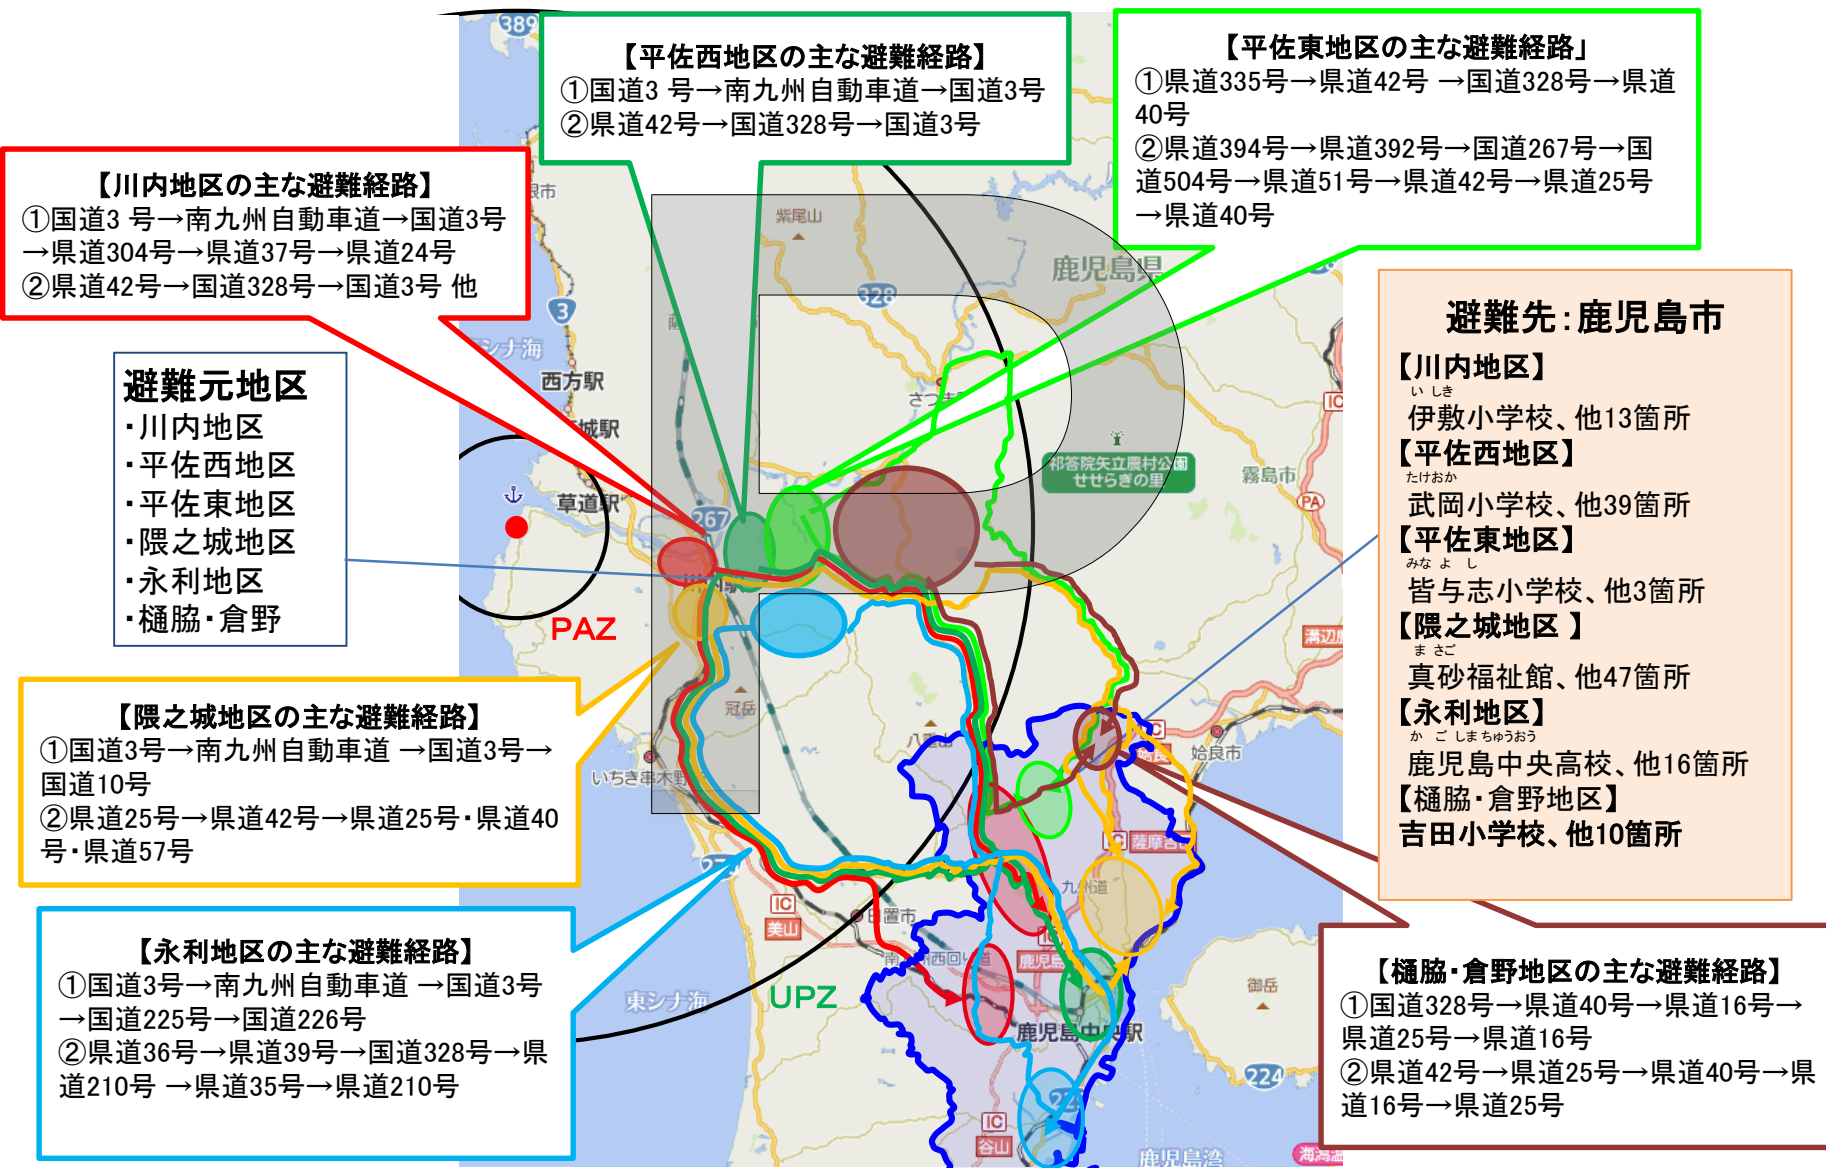 【平佐西地区の主な避難経路】
①国道3 号→南九州自動車道→国道3号
②県道42号→国道328号→国道3号
【平佐東地区の主な避難経路」
①県道335号→県道42号 →国道328号→県道
40号
②県道394号→県道392号→国道267号→国
道504号→県道51号→県道42号→県道25号
→県道40号
【川内地区の主な避難経路】
①国道3 号→南九州自動車道→国道3号
→県道304号→県道37号→県道24号
②県道42号→国道328号→国道3号 他
避難元地区
・川内地区
・平佐西地区
・平佐東地区
・隈之城地区
・永利地区
・樋脇・倉野
避難先：鹿児島市
【川内地区】
い しき
伊敷小学校、他13箇所
【平佐西地区】
たけおか
武岡小学校、他39箇所
【平佐東地区】
みな よ し
皆与志小学校、他3箇所
【隈之城地区 】
ま さご
真砂福祉館、他47箇所
【永利地区】
か ご しまちゅうおう
鹿児島中央高校、他16箇所
【樋脇・倉野地区】
吉田小学校、他10箇所
【隈之城地区の主な避難経路】
①国道3号→南九州自動車道 →国道3号→
国道10号
②県道25号→県道42号→県道25号・県道40
号・県道57号
【永利地区の主な避難経路】
①国道3号→南九州自動車道 →国道3号
→国道225号→国道226号
②県道36号→県道39号→国道328号→県
道210号 →県道35号→県道210号
【樋脇・倉野地区の主な避難経路】
①国道328号→県道40号→県道16号→
県道25号→県道16号
②県道42号→県道25号→県道40号→県
道16号→県道25号
PAZ
UPZ
389
紫尾山
鹿児島県
328
3
西方駅
草道駅
267
祁答院矢立農村公園
せせらぎの里
霧島市
PA
IC
冠岳
八重山
姶良市
いちき串木野
IC
美山
日置市
IC
九州道
東シナ海
鹿児島中央駅
御岳
224
IC
谷山
鹿児島湾